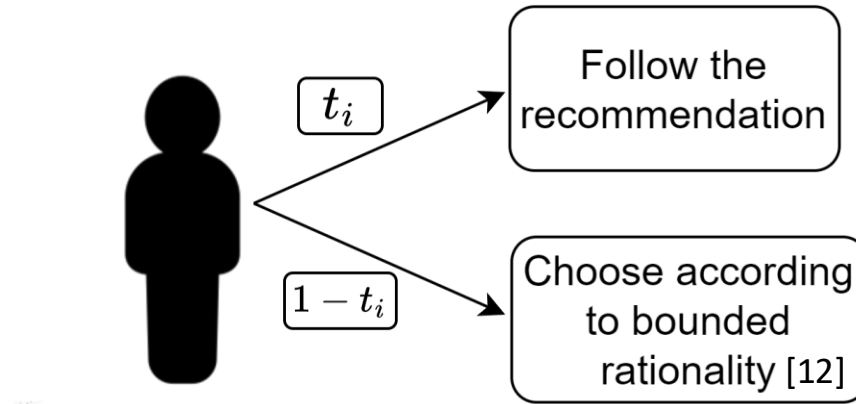 t_i
Follow the
recommendation
1 − t_i
Choose according
to bounded
rationality [12]